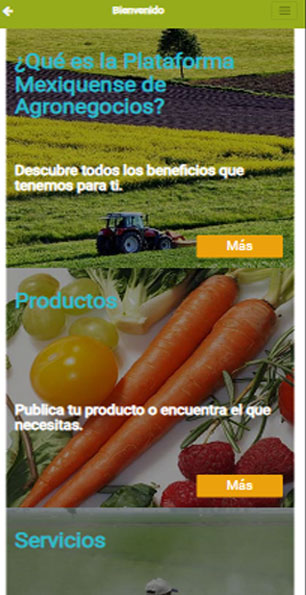 Bienvenido
¿Qué es la Plataforma
Mexiquense de
Agronegocios?
Descubre todos los beneficios que
tenemos para ti.
Más
Productos
Publica tu producto o encuentra el que
necesitas.
Más
Servicios